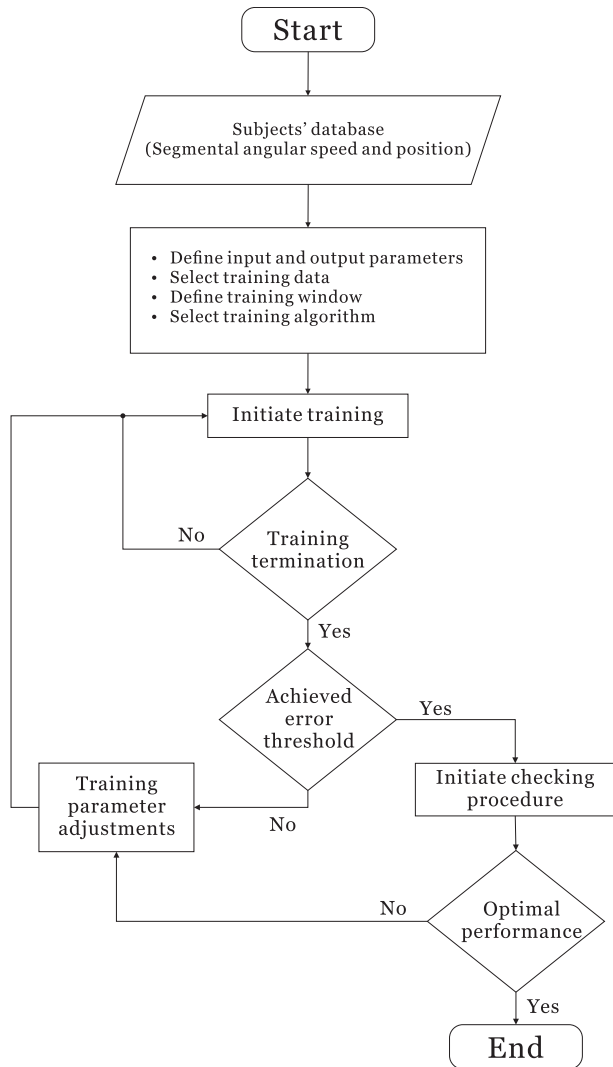 Start
Subjects’ database
(Segmental angular speed and position)
• Define input and output parameters
• Select training data
• Define training window
• Select training algorithm
Initiate training
No
Training
termination
Yes
Achieved
error
threshold
Yes
Training
parameter
adjustments
No
Initiate checking
procedure
No
Optimal
performance
Yes
End